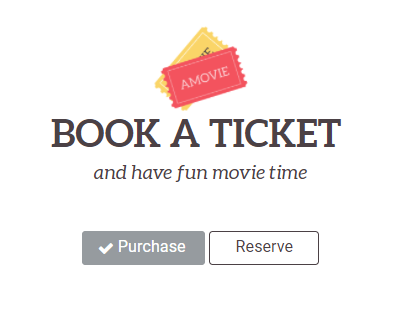 AMOVIE
BOOK A TICKET
and have fun movie time
Purchase
Reserve